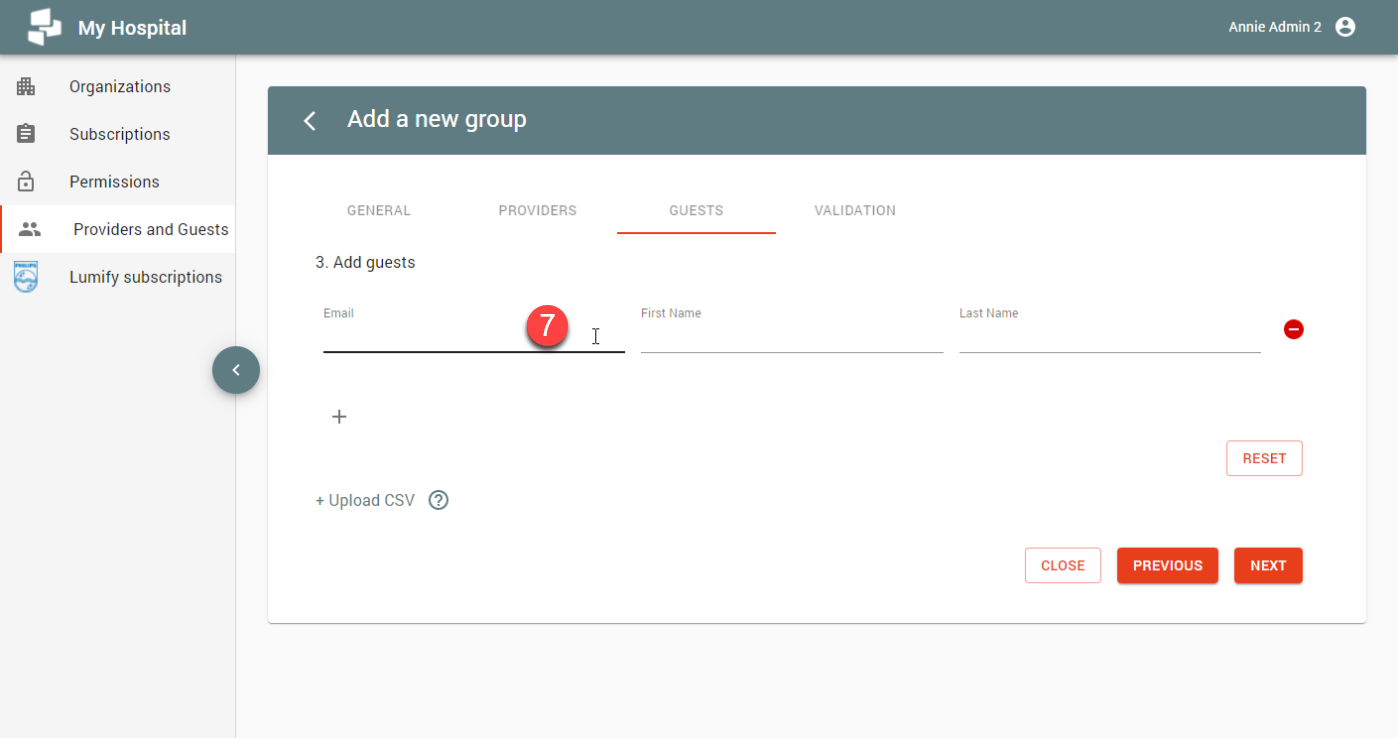 My Hospital
Annie Admin 2
Organizations
Subscriptions
Permissions
Providers and Guests
PHILIPS
Lumify subscriptions
Add a new group
GENERAL PROVIDERS GUESTS VALIDATION
3. Add guests
Email First Name Last Name
7
+
RESET
+ Upload CSV ?
CLOSE PREVIOUS NEXT